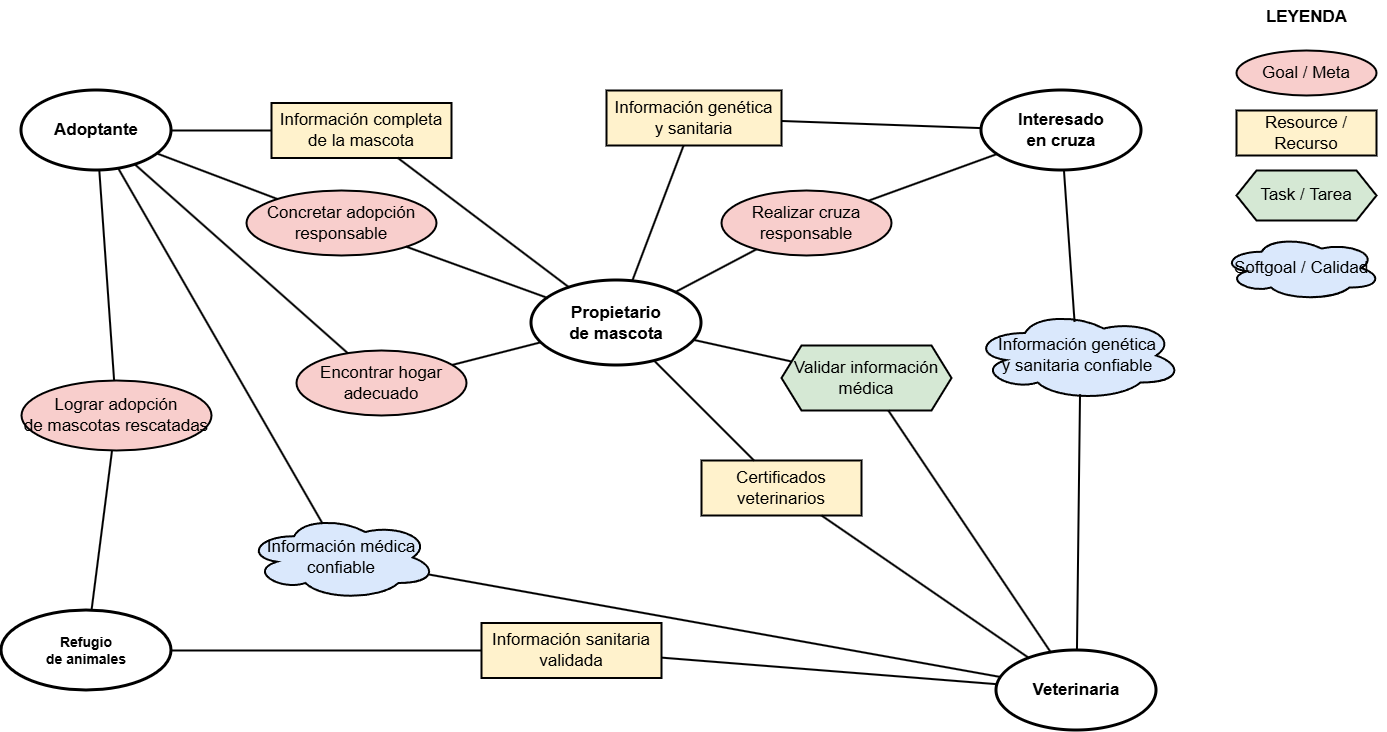 LEYENDA
Goal / Meta
Resource /
Recurso
Task / Tarea
Softgoal / Calidad
Adoptante
Información completa
de la mascota
Información genética
y sanitaria
Interesado
en cruza
Concretar adopción
responsable
Realizar cruza
responsable
Propietario
de mascota
Encontrar hogar
adecuado
Validar información
médica
Información genética
y sanitaria confiable
Lograr adopción
de mascotas rescatadas
Certificados
veterinarios
Información médica
confiable
Refugio
de animales
Información sanitaria
validada
Veterinaria